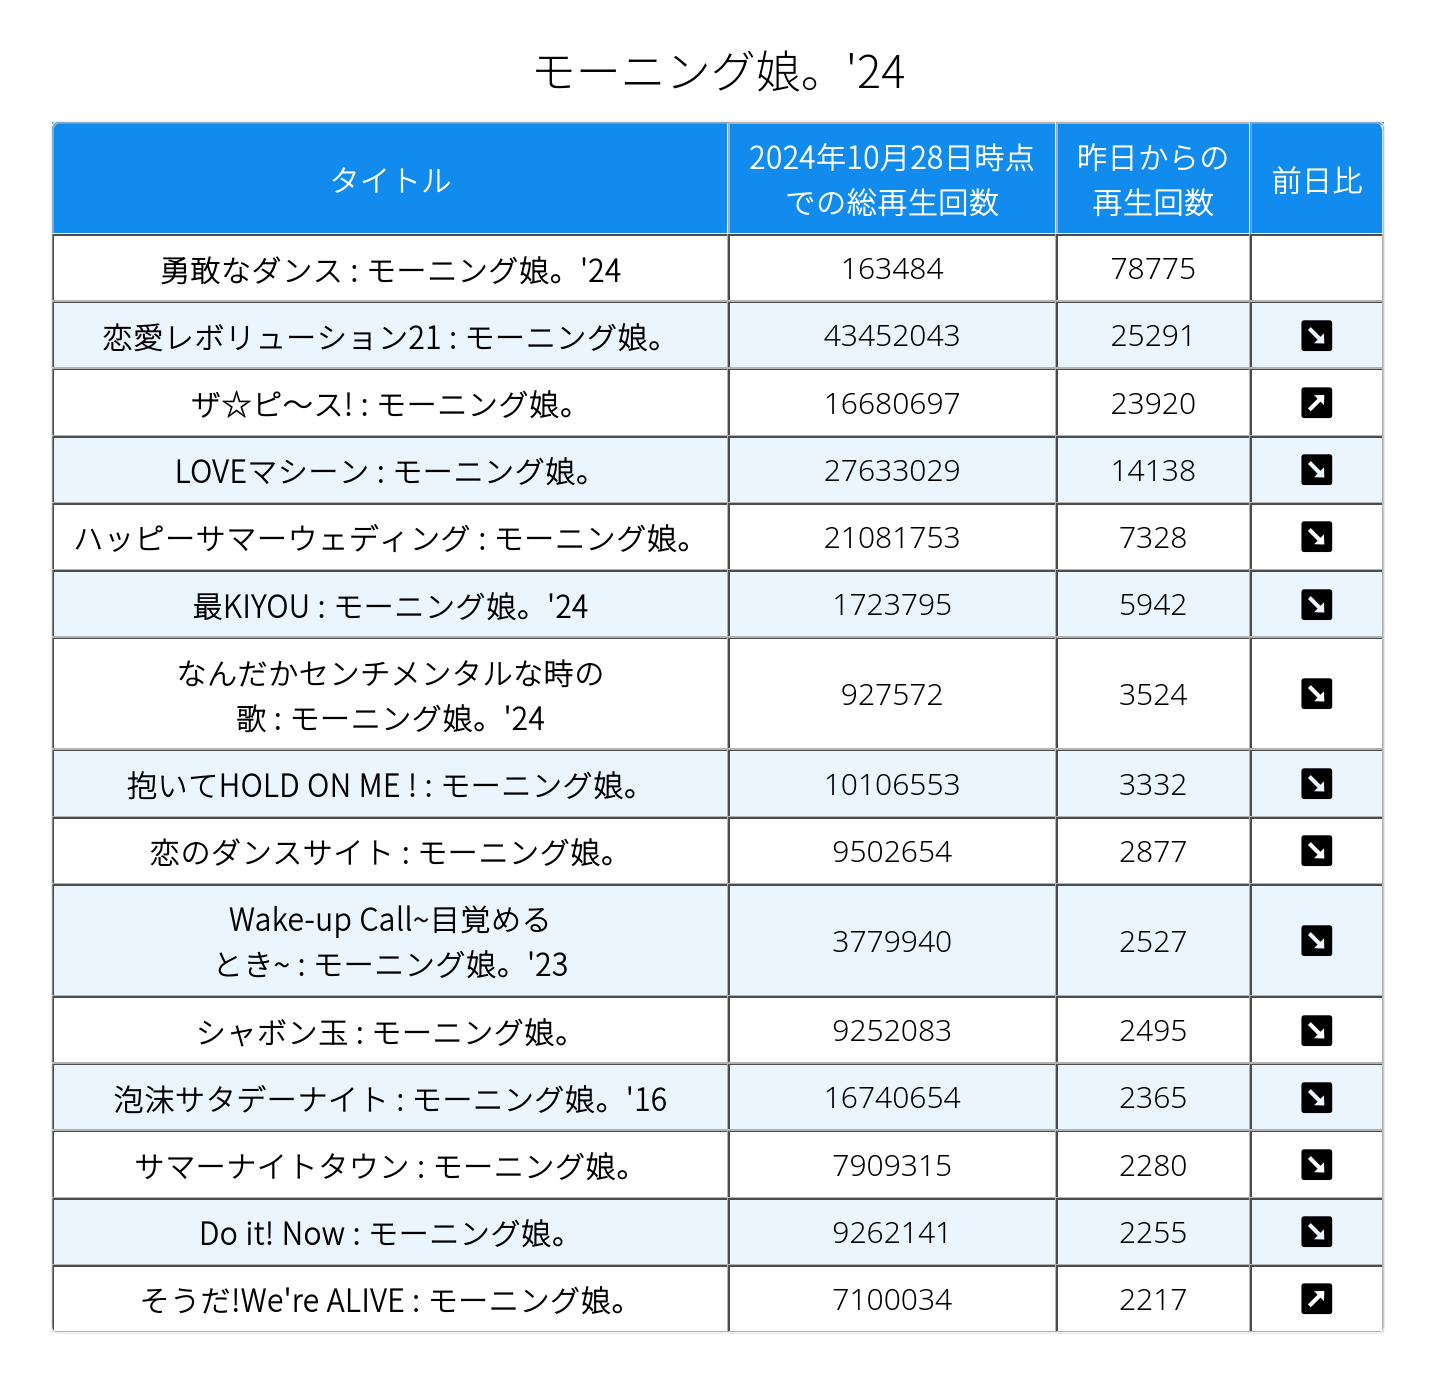 モーニング娘。'24
タイトル
2024年10月28日時点
での総再生回数
昨日からの
再生回数
前日比
勇敢なダンス : モーニング娘。'24
163484
78775
恋愛レボリューション21 : モーニング娘。
43452043
25291
ザ☆ピ〜ス! : モーニング娘。
16680697
23920
LOVEマシーン : モーニング娘。
27633029
14138
ハッピーサマーウェディング : モーニング娘。
21081753
7328
最KIYOU : モーニング娘。'24
1723795
5942
なんだかセンチメンタルな時の
歌 : モーニング娘。'24
927572
3524
抱いてHOLD ON ME ! : モーニング娘。
10106553
3332
恋のダンスサイト : モーニング娘。
9502654
2877
Wake-up Call~目覚める
とき~ : モーニング娘。'23
3779940
2527
シャボン玉 : モーニング娘。
9252083
2495
泡沫サタデーナイト : モーニング娘。'16
16740654
2365
サマーナイトタウン : モーニング娘。
7909315
2280
Do it! Now : モーニング娘。
9262141
2255
そうだ!We're ALIVE : モーニング娘。
7100034
2217